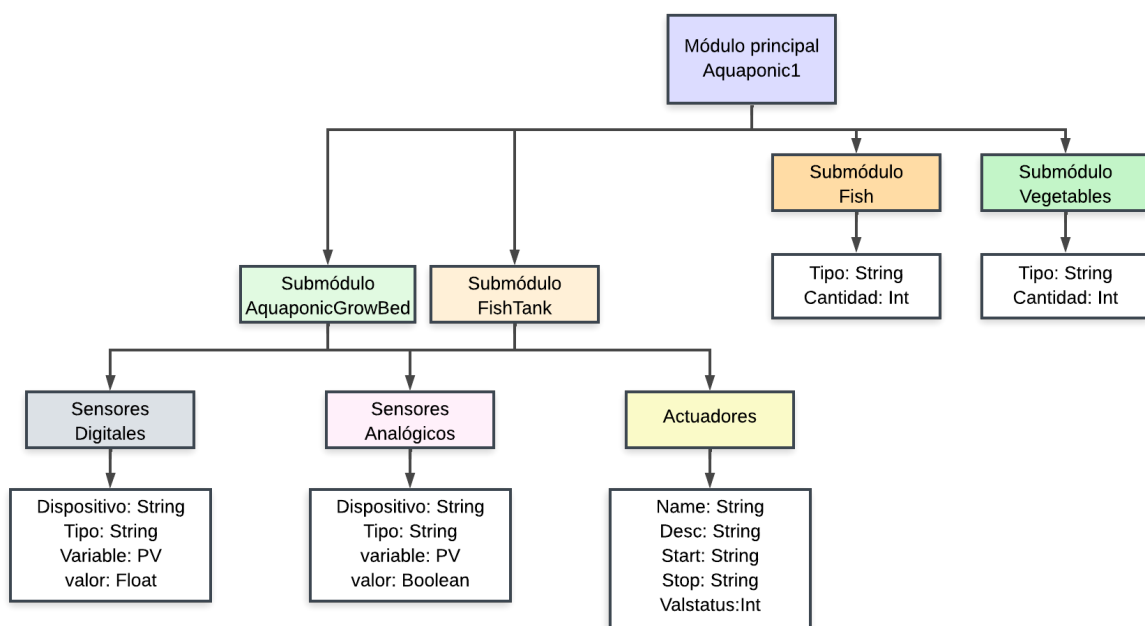 Módulo principal
Aquaponic1
Submódulo
Fish
Submódulo
Vegetables
Tipo: String
Cantidad: Int
Tipo: String
Cantidad: Int
Submódulo
AquaponicGrowBed
Submódulo
FishTank
Sensores
Digitales
Sensores
Analógicos
Actuadores
Dispositivo: String
Tipo: String
Variable: PV
valor: Float
Dispositivo: String
Tipo: String
variable: PV
valor: Boolean
Name: String
Desc: String
Start: String
Stop: String
Valstatus:Int